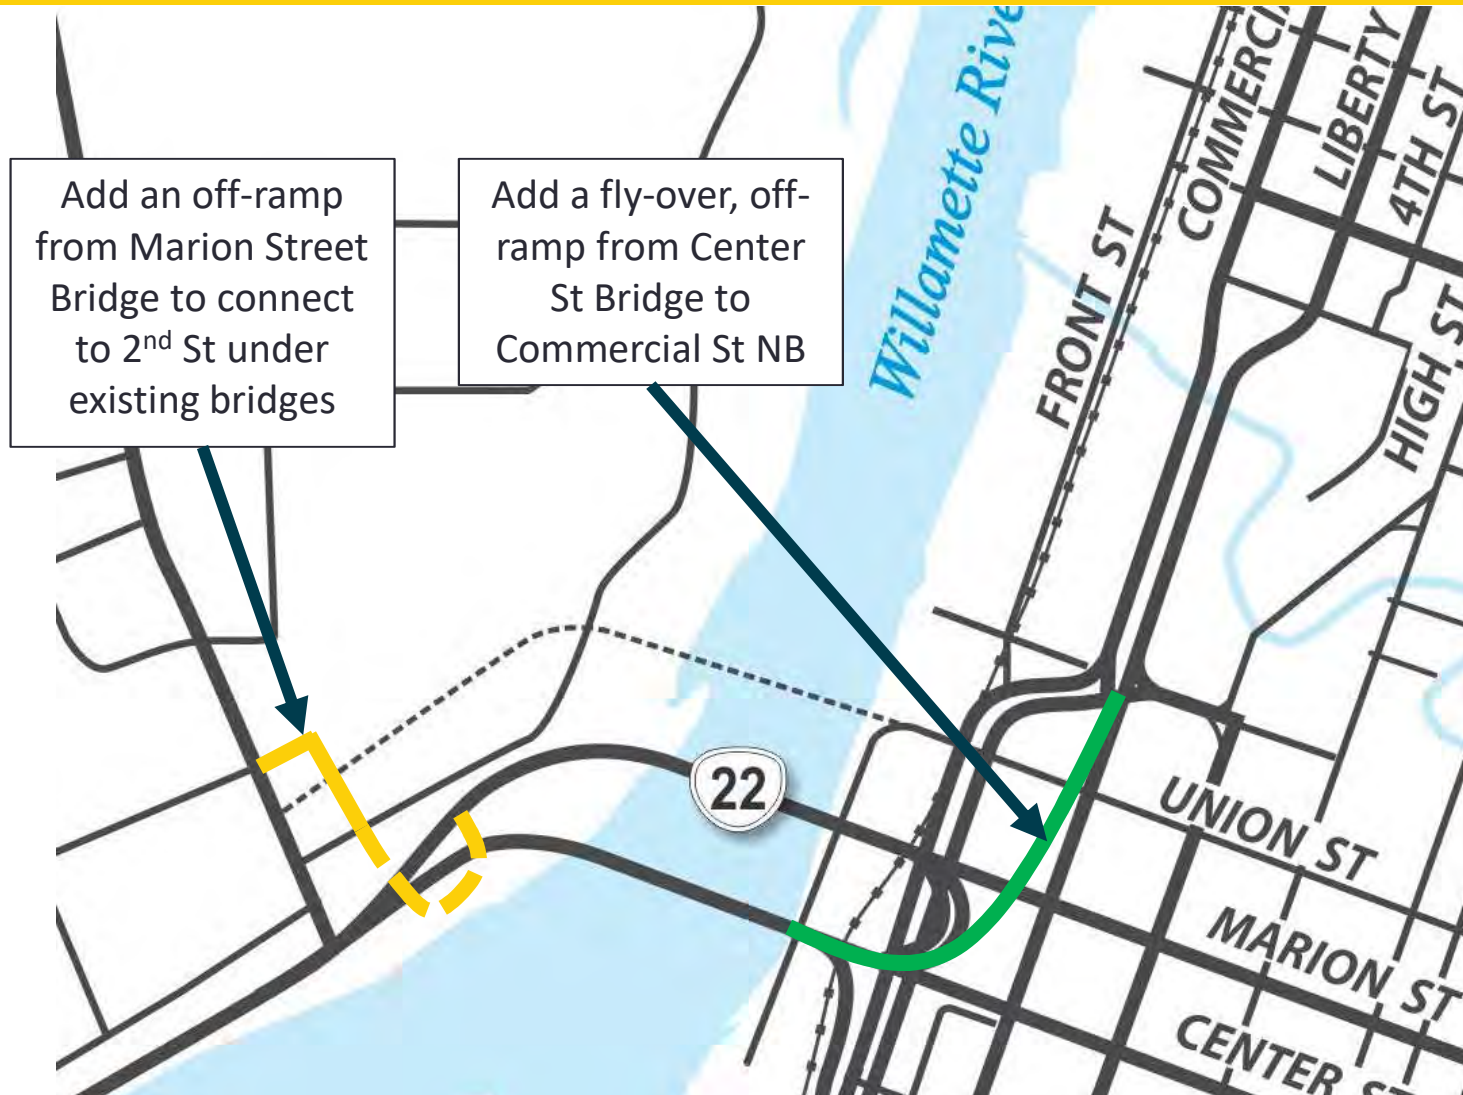 Add an off-ramp
from Marion Street
Bridge to connect
to 2nd St under
existing bridges
Add a fly-over, off-
ramp from Center
St Bridge to
Commercial St NB
Willamette Rive
FRONT ST
COMMERCI
LIBERTY
4TH ST
HIGH ST
22
UNION ST
MARION ST
CENTER ST